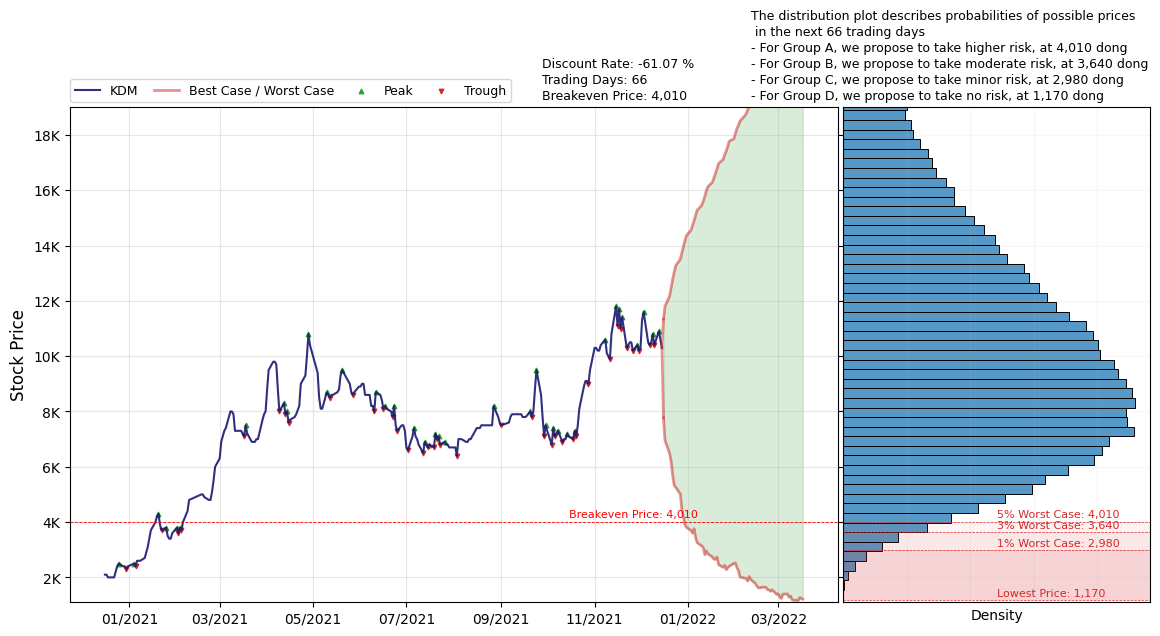 The distribution plot describes probabilities of possible prices
in the next 66 trading days
- For Group A, we propose to take higher risk, at 4,010 dong
- For Group B, we propose to take moderate risk, at 3,640 dong
- For Group C, we propose to take minor risk, at 2,980 dong
- For Group D, we propose to take no risk, at 1,170 dong
Discount Rate: -61.07 %
Trading Days: 66
Breakeven Price: 4,010
KDM
Best Case / Worst Case
Peak
Trough
Stock Price
18K
16K
14K
12K
10K
8K
6K
4K
2K
Breakeven Price: 4,010
01/2021
03/2021
05/2021
07/2021
09/2021
11/2021
01/2022
03/2022
5% Worst Case: 4,010
3% Worst Case: 3,640
1% Worst Case: 2,980
Lowest Price: 1,170
Density